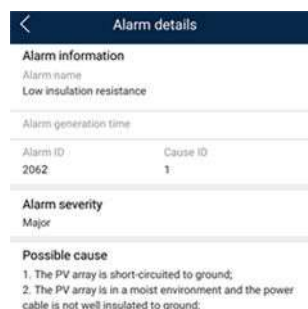 Alarm details
Alarm information
Alarm name
Low insulation resistance
Alarm generation time
Alarm ID Cause ID
2062 1
Alarm severity
Major
Possible cause
1. The PV array is short-circuited to ground;
2. The PV array is in a moist environment and the power
cable is not well insulated to ground;